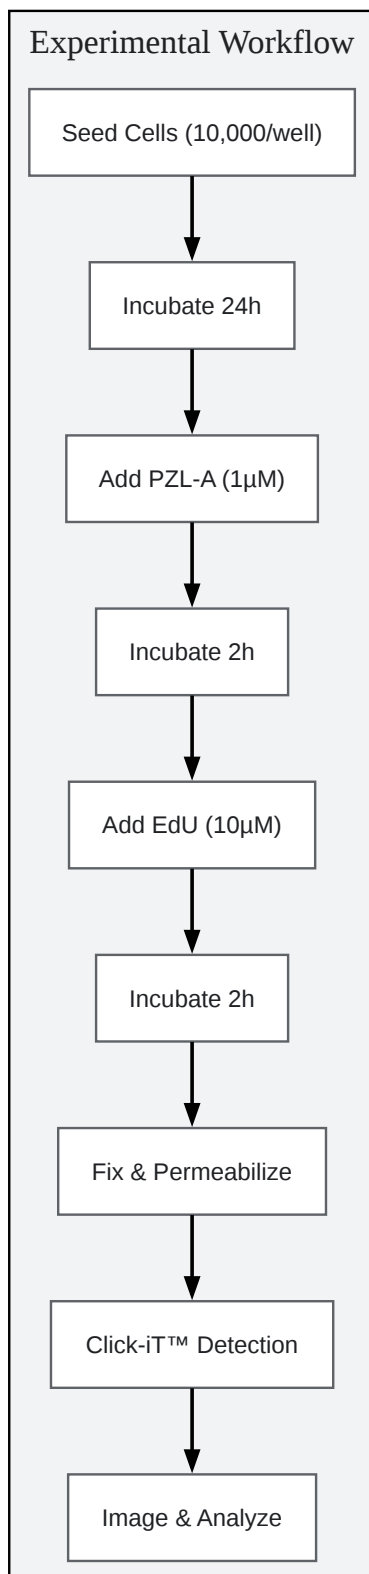 Experimental Workflow
Seed Cells (10,000/well)
Incubate 24h
Add PZL-A (1µM)
Incubate 2h
Add EdU (10µM)
Incubate 2h
Fix & Permeabilize
Click-iT™ Detection
Image & Analyze